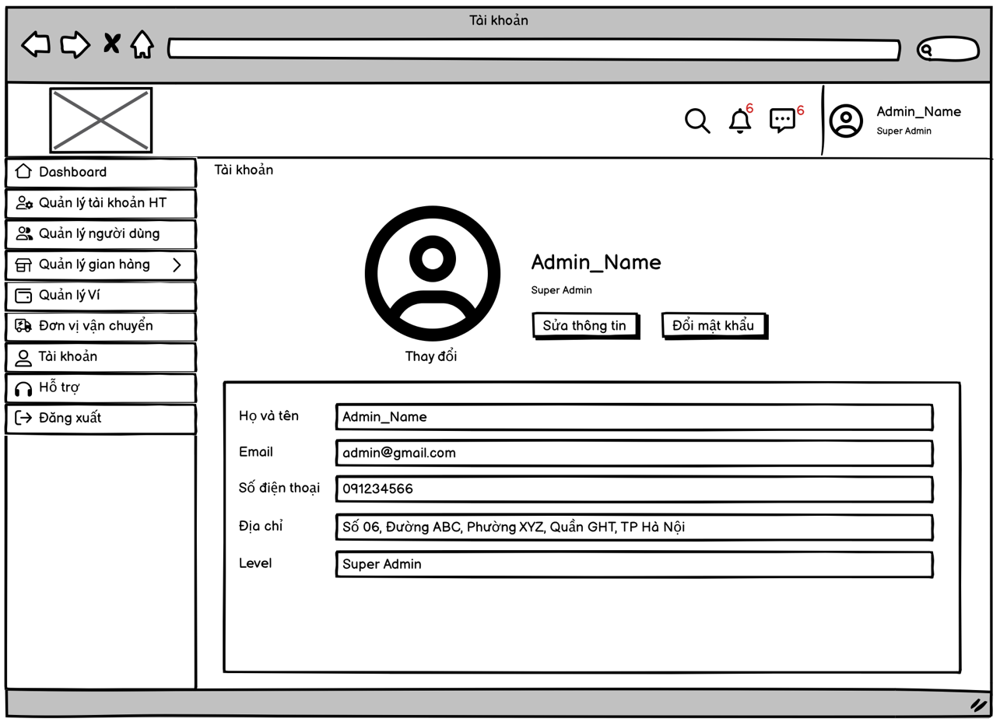 Tài khoản
6
6
Admin_Name
Super Admin
Dashboard
Quản lý tài khoản HT
Quản lý người dùng
Quản lý gian hàng
Quản lý Ví
Đơn vị vận chuyển
Tài khoản
Hỗ trợ
Đăng xuất
Tài khoản
Admin_Name
Super Admin
Sửa thông tin
Đổi mật khẩu
Thay đổi
Họ và tên
Admin_Name
Email
admin@gmail.com
Số điện thoại
091234566
Địa chỉ
Số 06, Đường ABC, Phường XYZ, Quần GHT, TP Hà Nội
Level
Super Admin